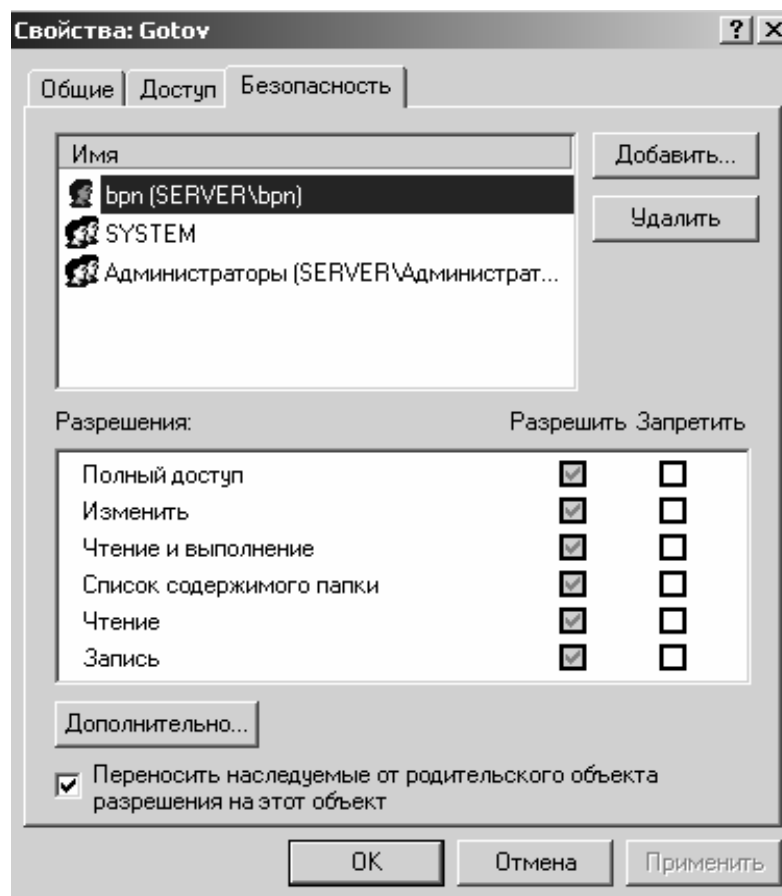 Свойства: Gotov
Общие Доступ Безопасность
Имя
Добавить...
bpn (SERVER\bpn)
Удалить
SYSTEM
Администраторы (SERVER\Администрат...
Разрешения: Разрешить Запретить
Полный доступ
Изменить
Чтение и выполнение
Список содержимого папки
Чтение
Запись
Дополнительно...
Переносить наследуемые от родительского объекта
разрешения на этот объект
OK Отмена Применить